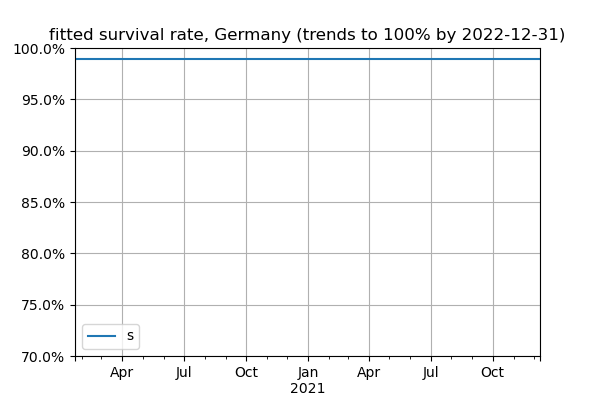 fitted survival rate, Germany (trends to 100% by 2022-12-31)
100.0%
95.0%
90.0%
85.0%
80.0%
75.0%
70.0%
s
Apr Jul Oct Jan Apr Jul Oct
2021